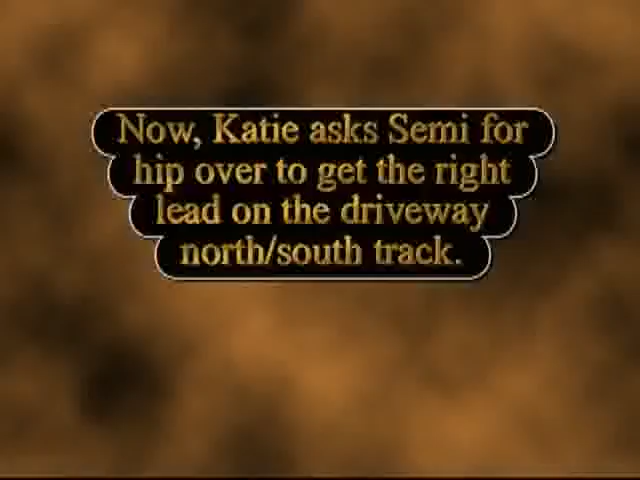 Now, Katie asks Semi for
hip over to get the right
lead on the driveway
north/south track.